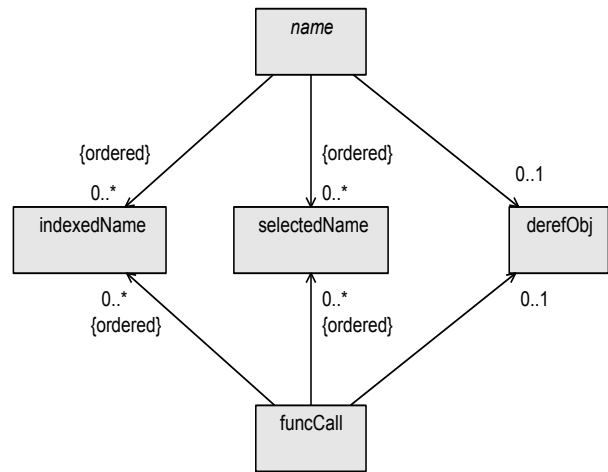 name
{ordered}
{ordered}
0..*
0..*
0..1
indexedName
selectedName
derefObj
0..*
0..*
0..1
{ordered}
{ordered}
funcCall